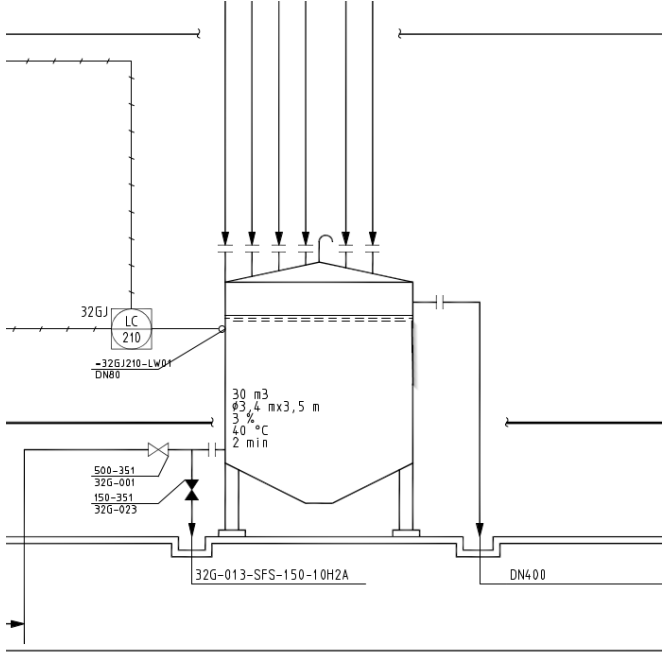 32GJ
LC
210
-32GJ210-LW01
DN80
30 m3
Ø3,4 mx3,5 m
3 %
40 °C
2 min
500-351
32G-001
150-351
32G-023
32G-013-SFS-150-10H2A
DN400